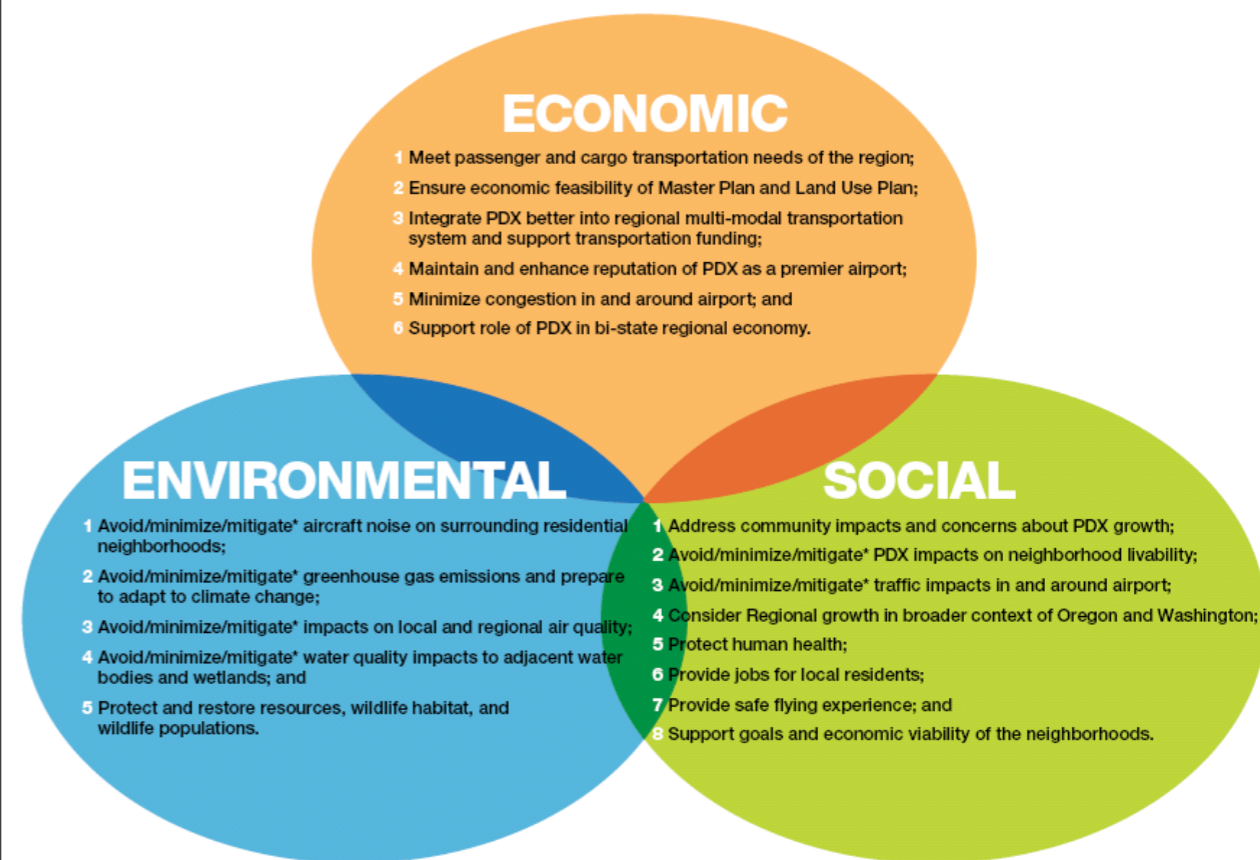 ECONOMIC
1 Meet passenger and cargo transportation needs of the region;
2 Ensure economic feasibility of Master Plan and Land Use Plan;
3 Integrate PDX better into regional multi-modal transportation
system and support transportation funding;
4 Maintain and enhance reputation of PDX as a premier airport;
5 Minimize congestion in and around airport; and
6 Support role of PDX in bi-state regional economy.
ENVIRONMENTAL
1 Avoid/minimize/mitigate* aircraft noise on surrounding residential
neighborhoods;
2 Avoid/minimize/mitigate* greenhouse gas emissions and prepare
to adapt to climate change;
3 Avoid/minimize/mitigate* impacts on local and regional air quality;
4 Avoid/minimize/mitigate* water quality impacts to adjacent water
bodies and wetlands; and
5 Protect and restore resources, wildlife habitat, and
wildlife populations.
SOCIAL
1 Address community impacts and concerns about PDX growth;
2 Avoid/minimize/mitigate* PDX impacts on neighborhood livability;
3 Avoid/minimize/mitigate* traffic impacts in and around airport;
4 Consider Regional growth in broader context of Oregon and Washington;
5 Protect human health;
6 Provide jobs for local residents;
7 Provide safe flying experience; and
8 Support goals and economic viability of the neighborhoods.